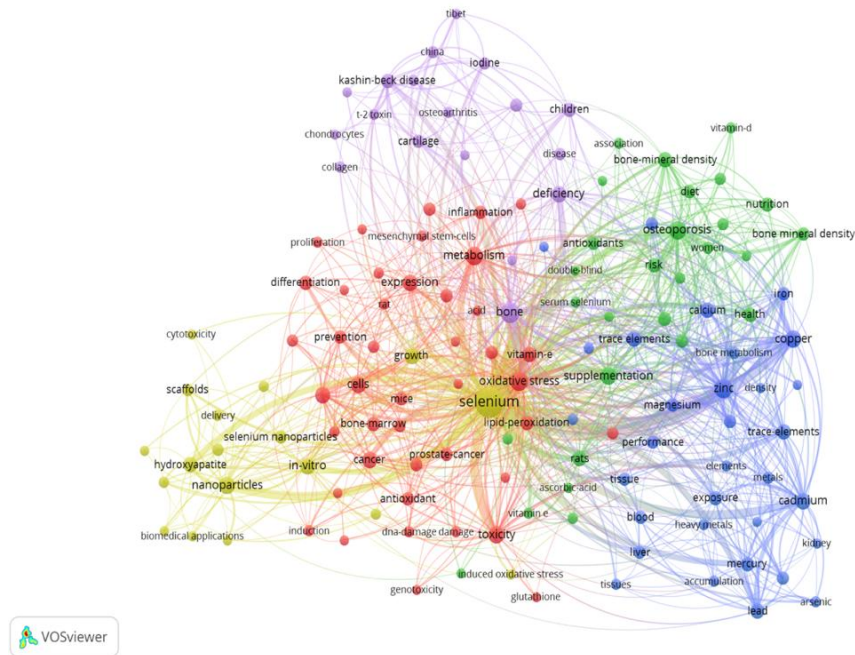 tibet
china
iodine
kashin-beck disease
t-2 toxin
osteoarthritis
children
chondrocytes
cartilage
association
vitamin-d
disease
bone-mineral density
collagen
deficiency
diet
nutrition
inflammation
mesenchymal stem-cells
osteoporosis
bone mineral density
proliferation
antioxidants
women
metabolism
double-blind
risk
differentiation
expression
iron
rat
serum selenium
acid
bone
calcium
health
cytotoxicity
prevention
trace elements
copper
growth
vitamin-e
bone metabolism
scaffolds
cells
oxidative stress
supplementation
zinc
density
mice
selenium
magnesium
delivery
bone-marrow
lipid-peroxidation
trace-elements
selenium nanoparticles
performance
hydroxyapatite
in-vitro
cancer
prostate-cancer
rats
elements
metals
nanoparticles
tissue
ascorbic-acid
exposure
antioxidant
cadmium
vitamin e
blood
heavy metals
biomedical applications
induction
dna-damage
damage
toxicity
kidney
liver
mercury
induced oxidative stress
genotoxicity
tissues
accumulation
glutathione
arsenic
lead
VOSviewer